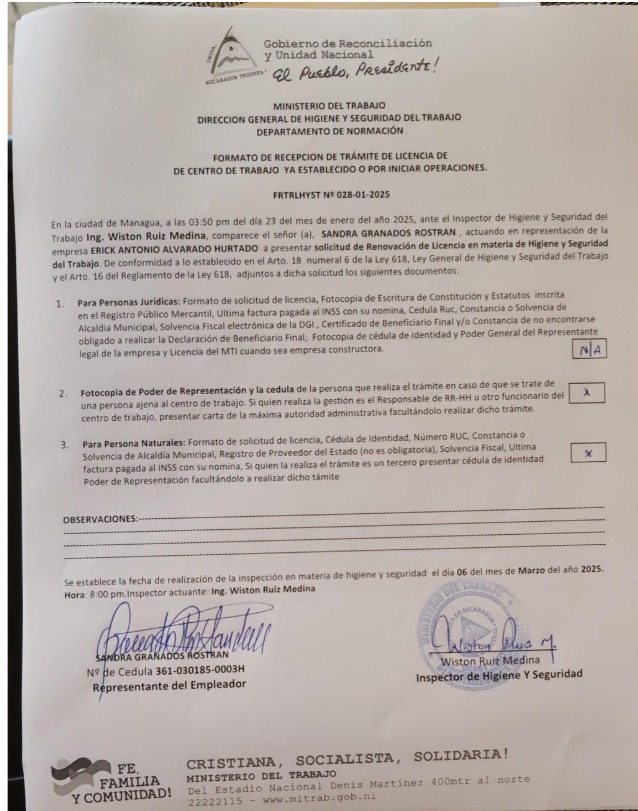 UNIDA,
NICARAGUA TRIUNFA!
Gobierno de Reconciliación
y Unidad Nacional
El Pueblo, Presidente!
MINISTERIO DEL TRABAJO
DIRECCION GENERAL DE HIGIENE Y SEGURIDAD DEL TRABAJO
DEPARTAMENTO DE NORMACIÓN
FORMATO DE RECEPCION DE TRÁMITE DE LICENCIA DE
DE CENTRO DE TRABAJO YA ESTABLECIDO O POR INICIAR OPERACIONES.
FRTRLHYST Nº 028-01-2025
En la ciudad de Managua, a las 03:50 pm del día 23 del mes de enero del año 2025, ante el Inspector de Higiene y Seguridad del
Trabajo Ing. Wiston Ruiz Medina, comparece el señor (a), SANDRA GRANADOS ROSTRAN , actuando en representación de la
empresa ERICK ANTONIO ALVARADO HURTADO a presentar solicitud de Renovación de Licencia en materia de Higiene y Seguridad
del Trabajo. De conformidad a lo establecido en el Arto. 18 numeral 6 de la Ley 618, Ley General de Higiene y Seguridad del Trabajo
y el Arto. 16 del Reglamento de la Ley 618, adjuntos a dicha solicitud los siguientes documentos:
1. Para Personas Jurídicas: Formato de solicitud de licencia, Fotocopia de Escritura de Constitución y Estatutos inscrita
en el Registro Público Mercantil, Ultima factura pagada al INSS con su nomina, Cedula Ruc, Constancia o Solvencia de
Alcaldía Municipal, Solvencia Fiscal electrónica de la DGI , Certificado de Beneficiario Final y/o Constancia de no encontrarse
obligado a realizar la Declaración de Beneficiario Final; Fotocopia de cédula de identidad y Poder General del Representante
legal de la empresa y Licencia del MTI cuando sea empresa constructora.
N/A
2. Fotocopia de Poder de Representación y la cedula de la persona que realiza el trámite en caso de que se trate de
una persona ajena al centro de trabajo. Si quien realiza la gestión es el Responsable de RR-HH u otro funcionario del
centro de trabajo, presentar carta de la máxima autoridad administrativa facultándolo realizar dicho trámite.
x
3. Para Persona Naturales: Formato de solicitud de licencia, Cédula de Identidad, Número RUC, Constancia o
Solvencia de Alcaldía Municipal, Registro de Proveedor del Estado (no es obligatoria), Solvencia Fiscal, Ultima
factura pagada al INSS con su nomina, Si quien la realiza el trámite es un tercero presentar cédula de identidad
Poder de Representación facultándolo a realizar dicho támite
x
OBSERVACIONES:
Se establece la fecha de realización de la inspección en materia de higiene y seguridad el día 06 del mes de Marzo del año 2025.
Hora: 8:00 pm.Inspector actuante: Ing. Wiston Ruiz Medina
MINISTERIO DEL TRABAJO
SANDRA GRANADOS ROSTRAN
Nº de Cedula 361-030185-0003H
Representante del Empleador
Wiston Ruiz M.
Wiston Ruiz Medina
Inspector de Higiene Y Seguridad
FE,
FAMILIA
Y COMUNIDAD!
CRISTIANA, SOCIALISTA, SOLIDARIA!
MINISTERIO DEL TRABAJO
Del Estadio Nacional Denis Martínez 400mtr al norte
22222115 - www.mitrab.gob.ni